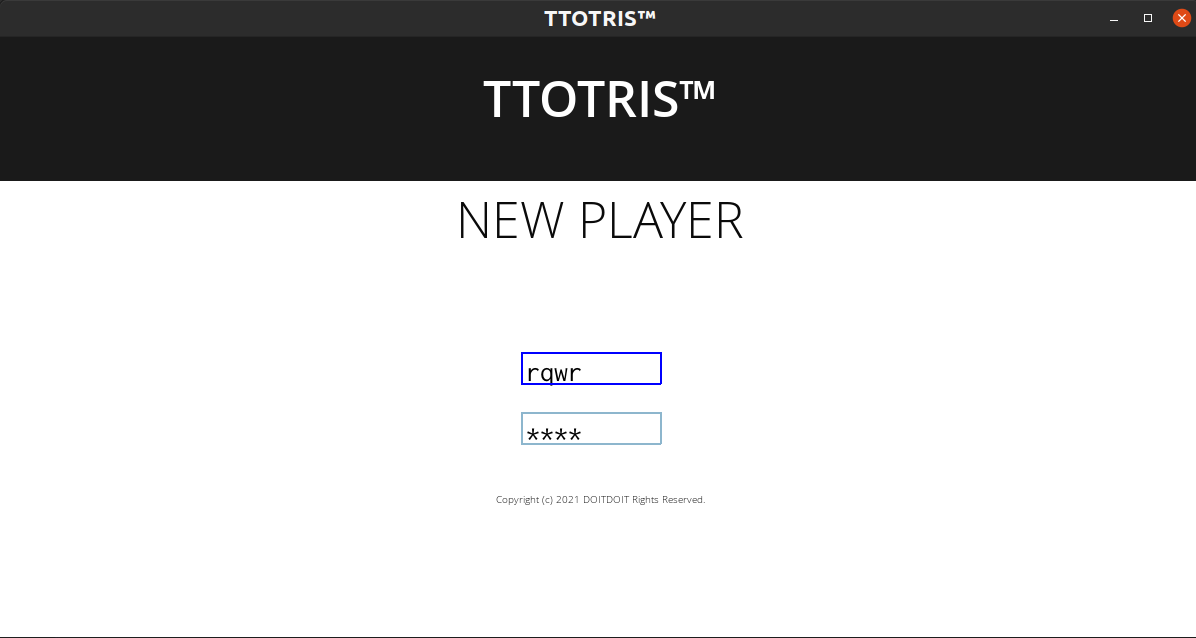 TTOTRIS™
TTOTRIS™
NEW PLAYER
rqwr
****
Copyright (c) 2021 DOITDOIT Rights Reserved.